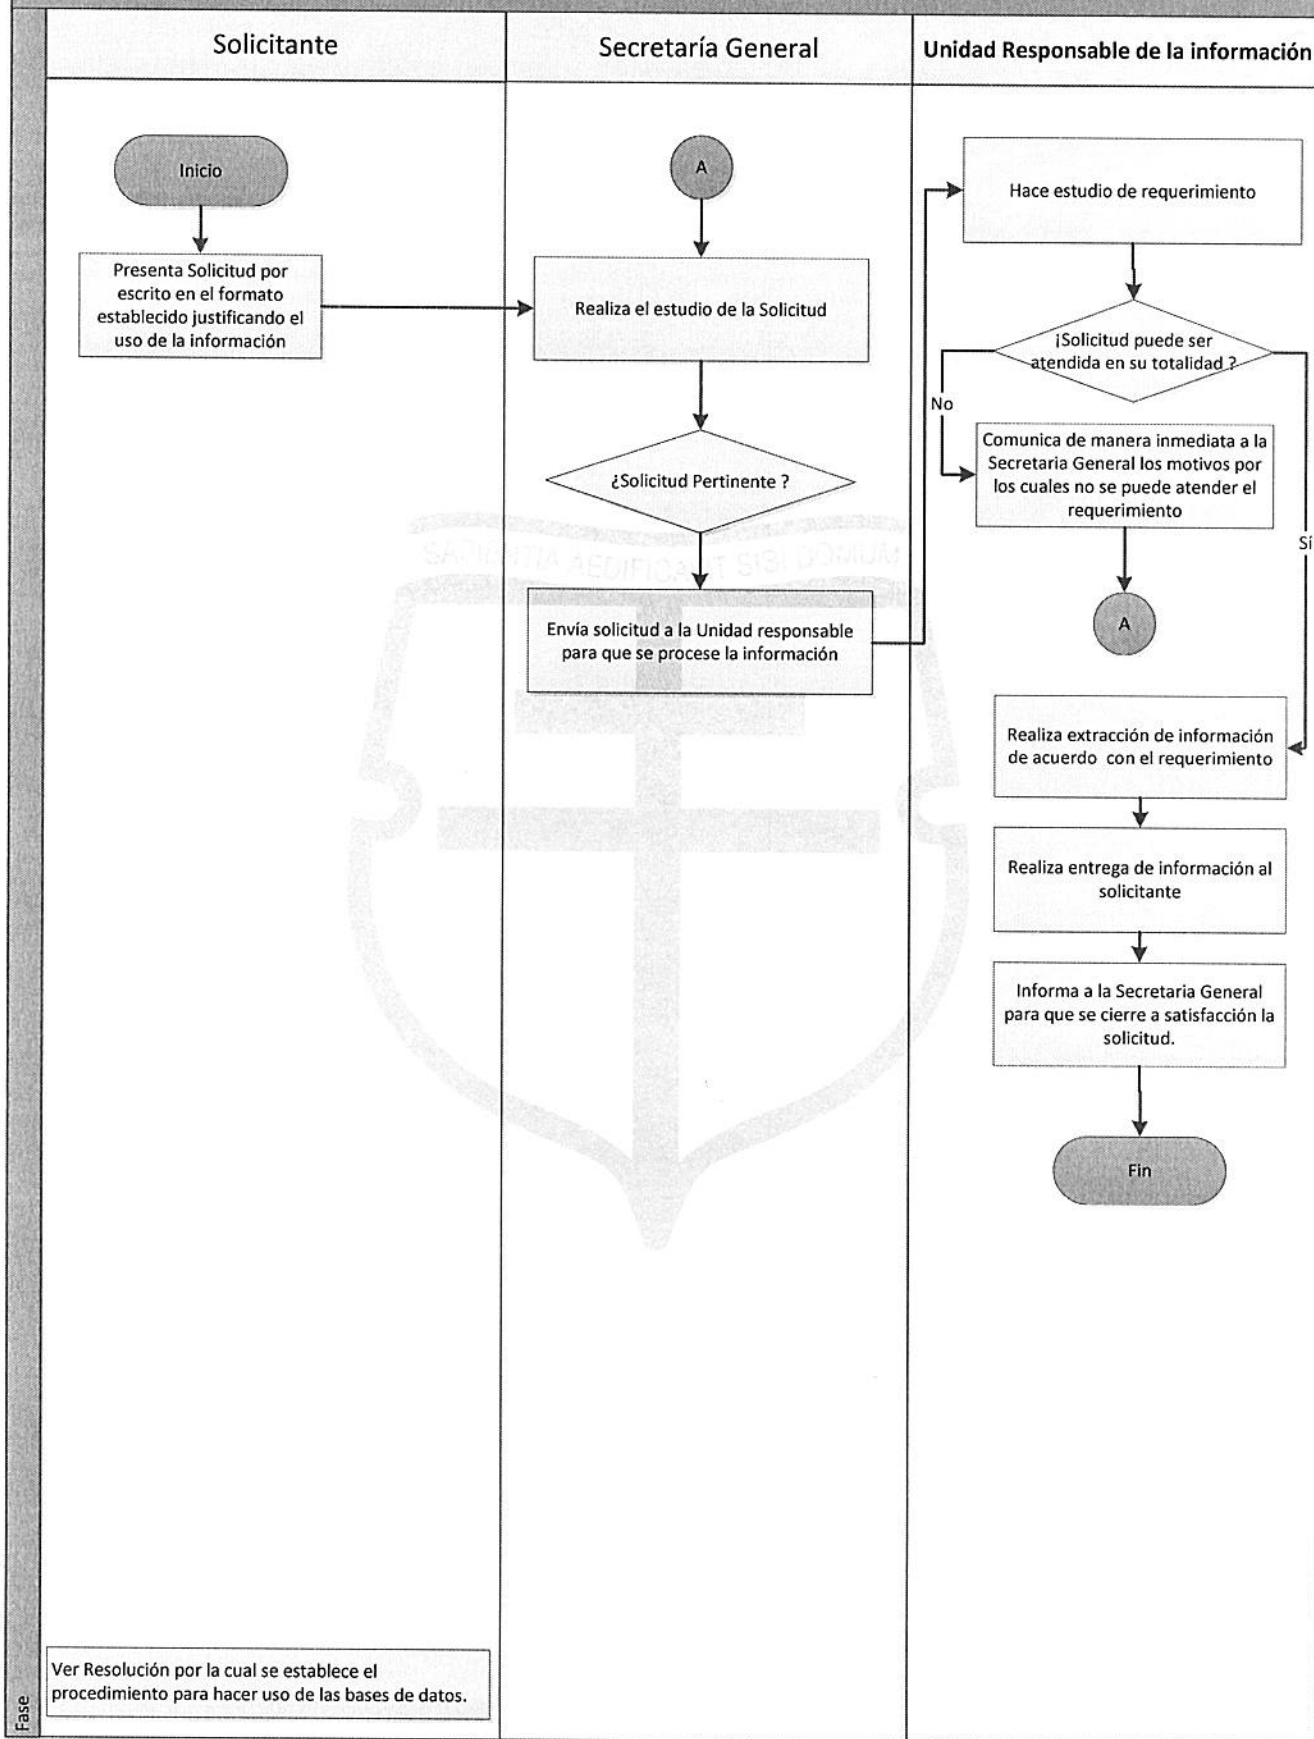 Solicitante
Secretaría General
Unidad Responsable de la información
Inicio
Presenta Solicitud por
escrito en el formato
establecido justificando el
uso de la información
A
Realiza el estudio de la Solicitud
¿Solicitud Pertinente ?
Envía solicitud a la Unidad responsable
para que se procese la información
Hace estudio de requerimiento
¡Solicitud puede ser
atendida en su totalidad ?
No
Sí
Comunica de manera inmediata a la
Secretaria General los motivos por
los cuales no se puede atender el
requerimiento
A
Realiza extracción de información
de acuerdo con el requerimiento
Realiza entrega de información al
solicitante
Informa a la Secretaria General
para que se cierre a satisfacción la
solicitud.
Fin
Ver Resolución por la cual se establece el
procedimiento para hacer uso de las bases de datos.
Fase
SIBI DOMUM